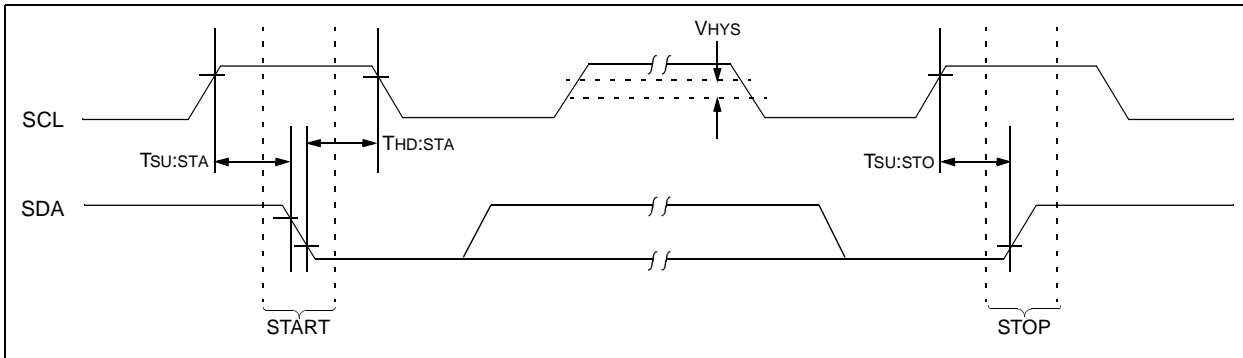 VHYS
SCL
THD:STA
TSU:STA
TSU:STO
SDA
START
STOP